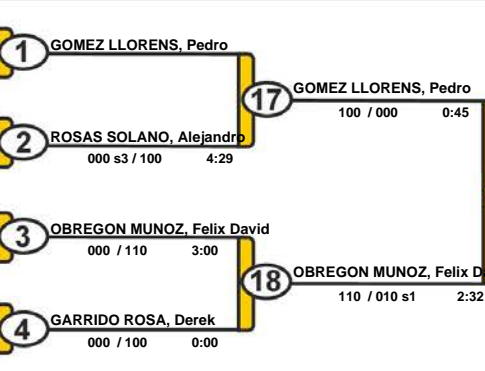 1 GOMEZ LLORENS, Pedro
17 GOMEZ LLORENS, Pedro
100 / 000 0:45
2 ROSAS SOLANO, Alejandro
000 s3 / 100 4:29
3 OBREGON MUNOZ, Felix David
000 / 110 3:00
18 OBREGON MUNOZ, Felix D
110 / 010 s1 2:32
4 GARRIDO ROSA, Derek
000 / 100 0:00